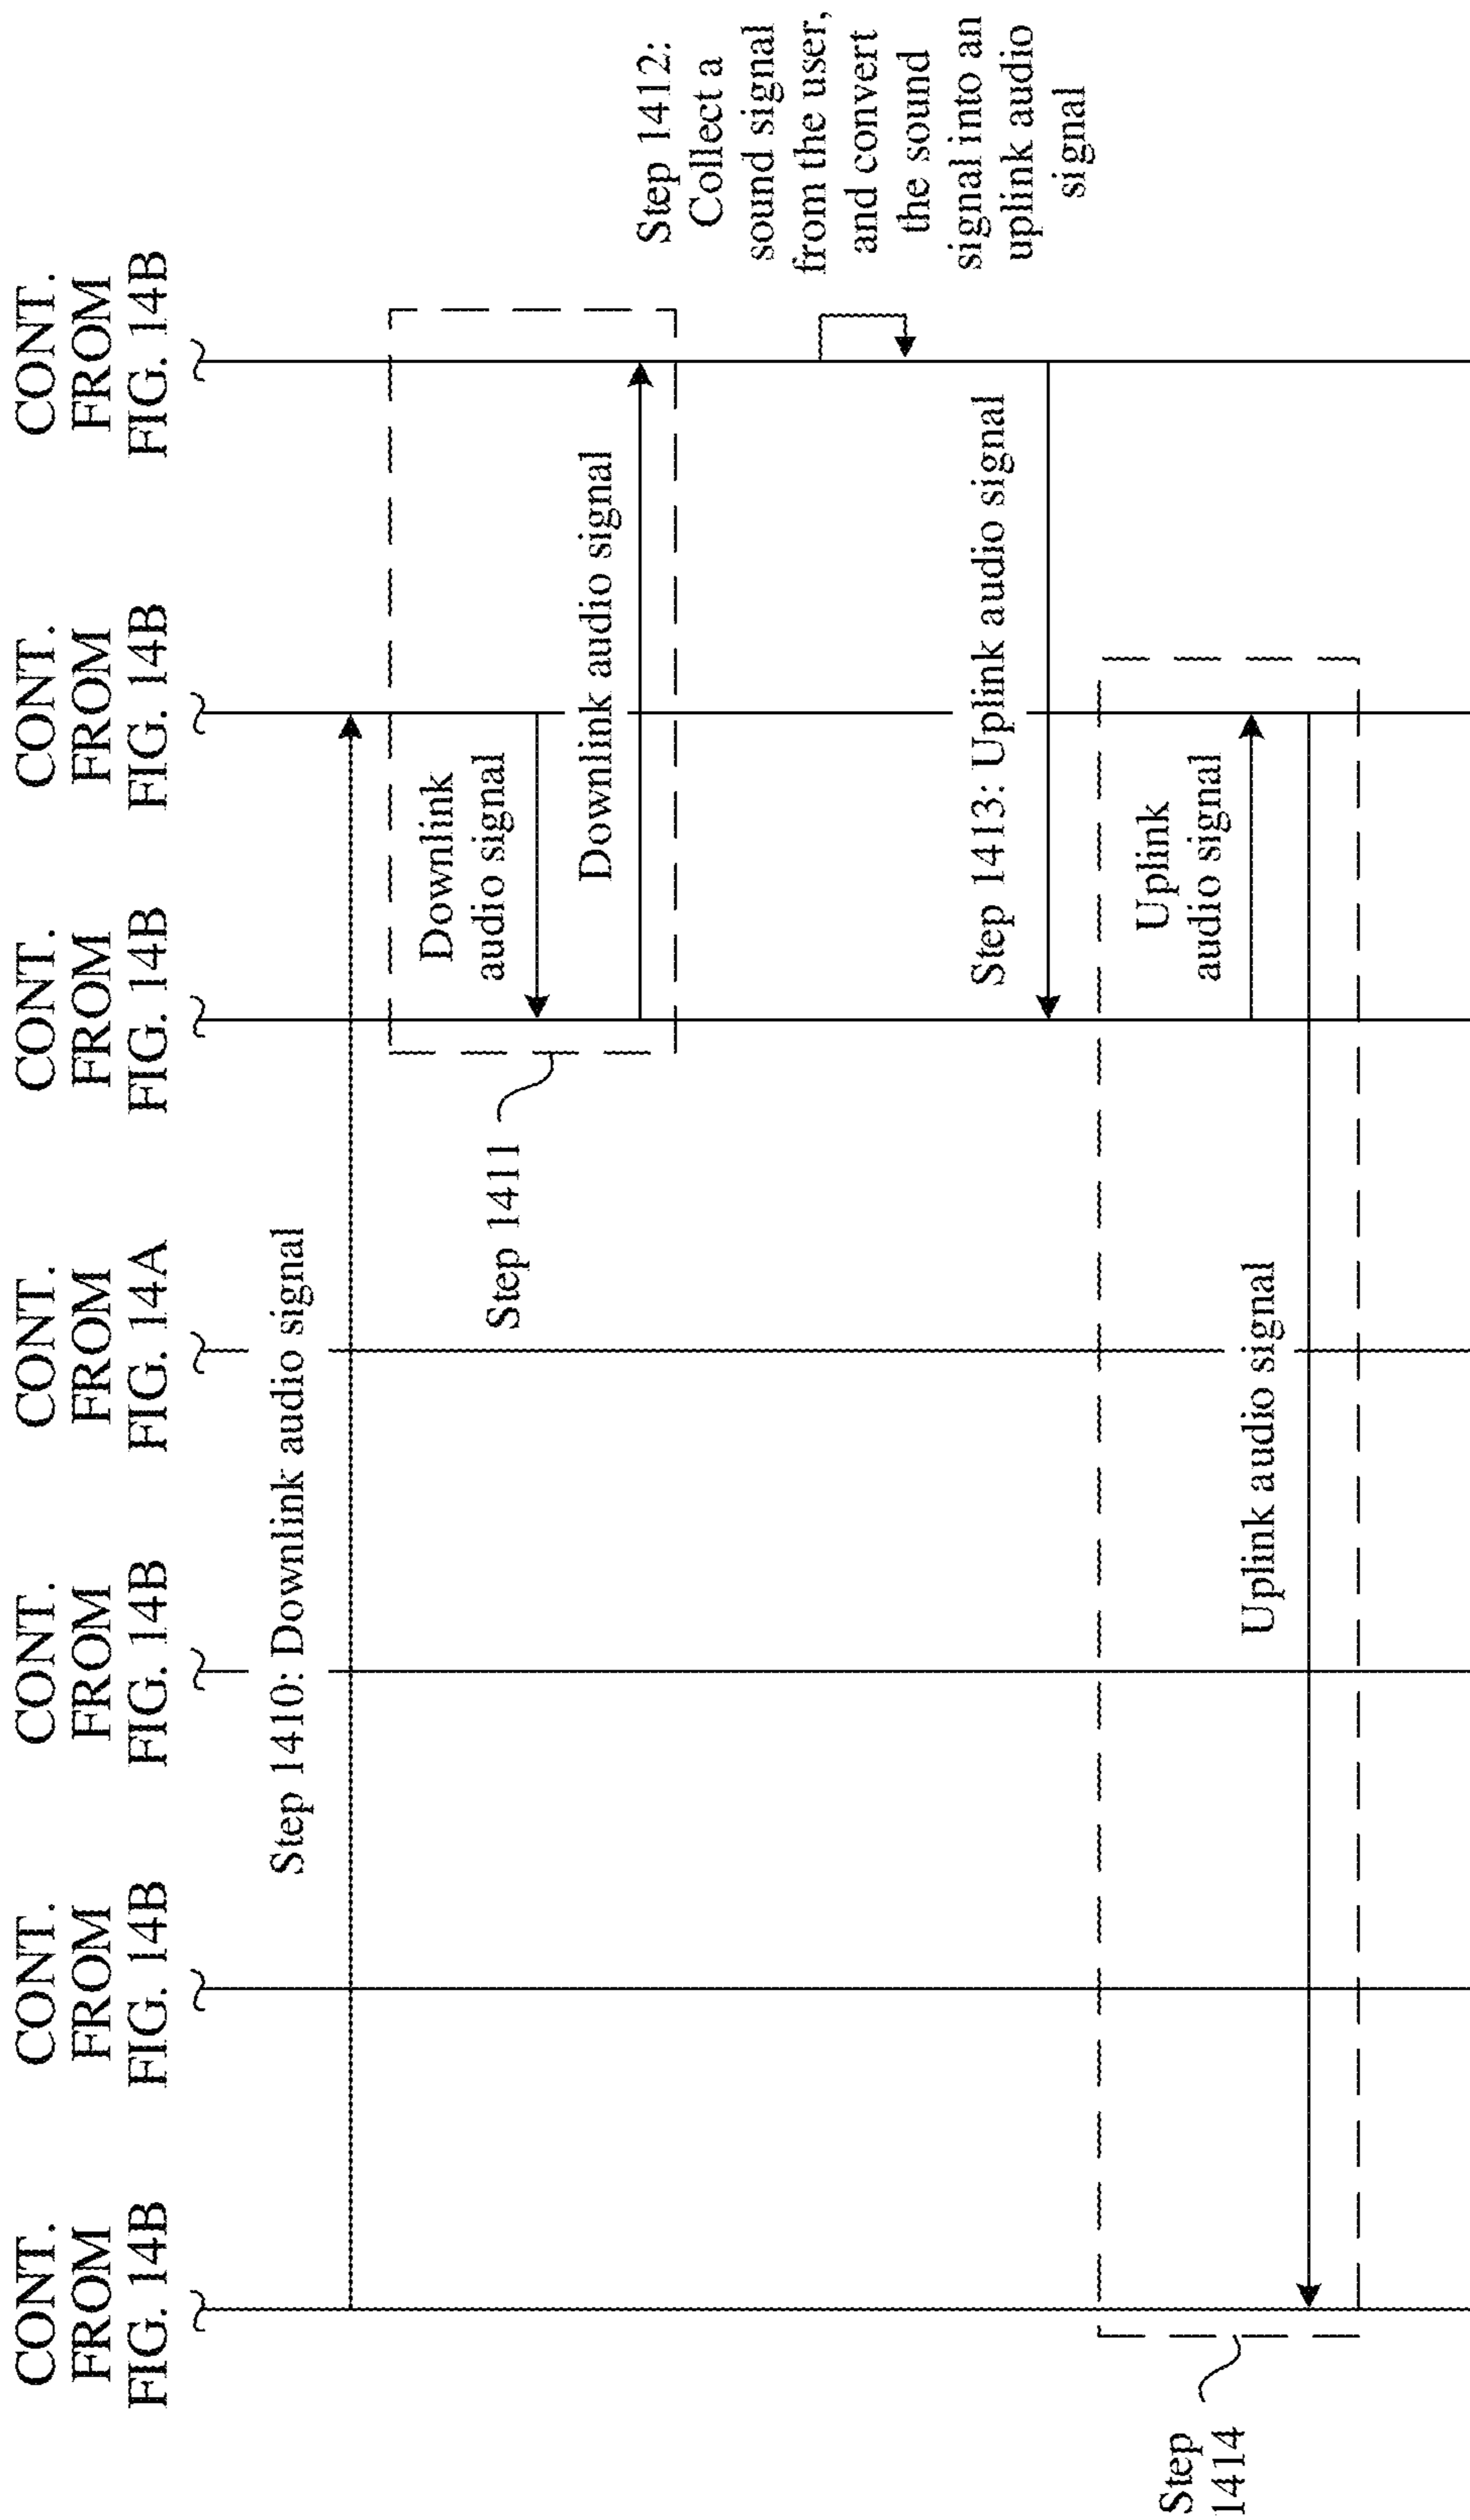 CONT.
FROM
FIG. 14B
CONT.
FROM
FIG. 14B
CONT.
FROM
FIG. 14B
CONT.
FROM
FIG. 14A
CONT.
FROM
FIG. 14B
CONT.
FROM
FIG. 14B
CONT.
FROM
FIG. 14B
Step 1410: Downlink audio signal
Downlink
audio signal
Step 1411
Downlink audio signal
Step 1412:
Collect a
sound signal
from the user,
and convert
the sound
signal into an
uplink audio
signal
Step 1413: Uplink audio signal
Uplink
audio signal
Step
1414
Uplink audio signal